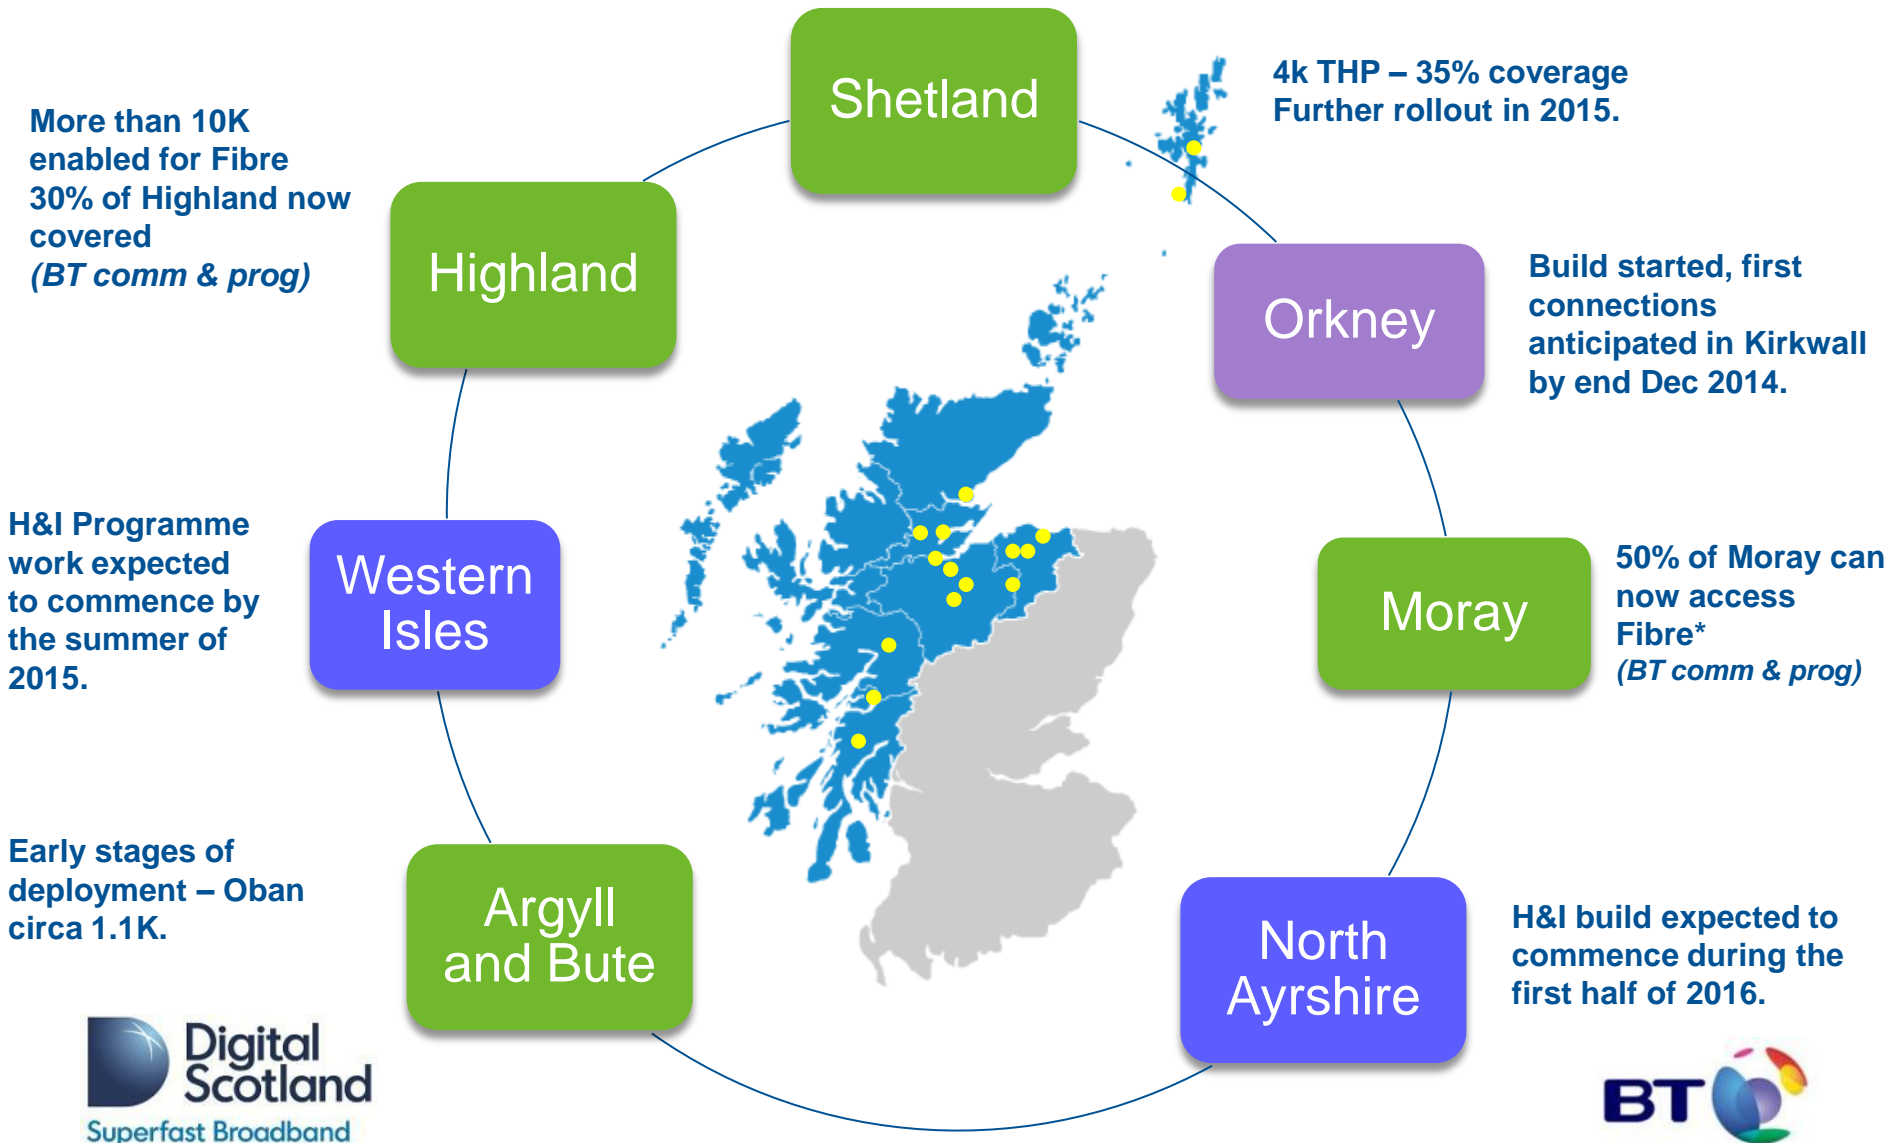 Shetland
4k THP – 35% coverage
Further rollout in 2015.
More than 10K
enabled for Fibre
30% of Highland now
covered
(BT comm & prog)
Highland
Orkney
Build started, first
connections
anticipated in Kirkwall
by end Dec 2014.
H&I Programme
work expected
to commence by
the summer of
2015.
Western
Isles
Moray
50% of Moray can
now access
Fibre*
(BT comm & prog)
Early stages of
deployment – Oban
circa 1.1K.
Argyll
and Bute
North
Ayrshire
H&I build expected to
commence during the
first half of 2016.
Digital
Scotland
Superfast Broadband
BT